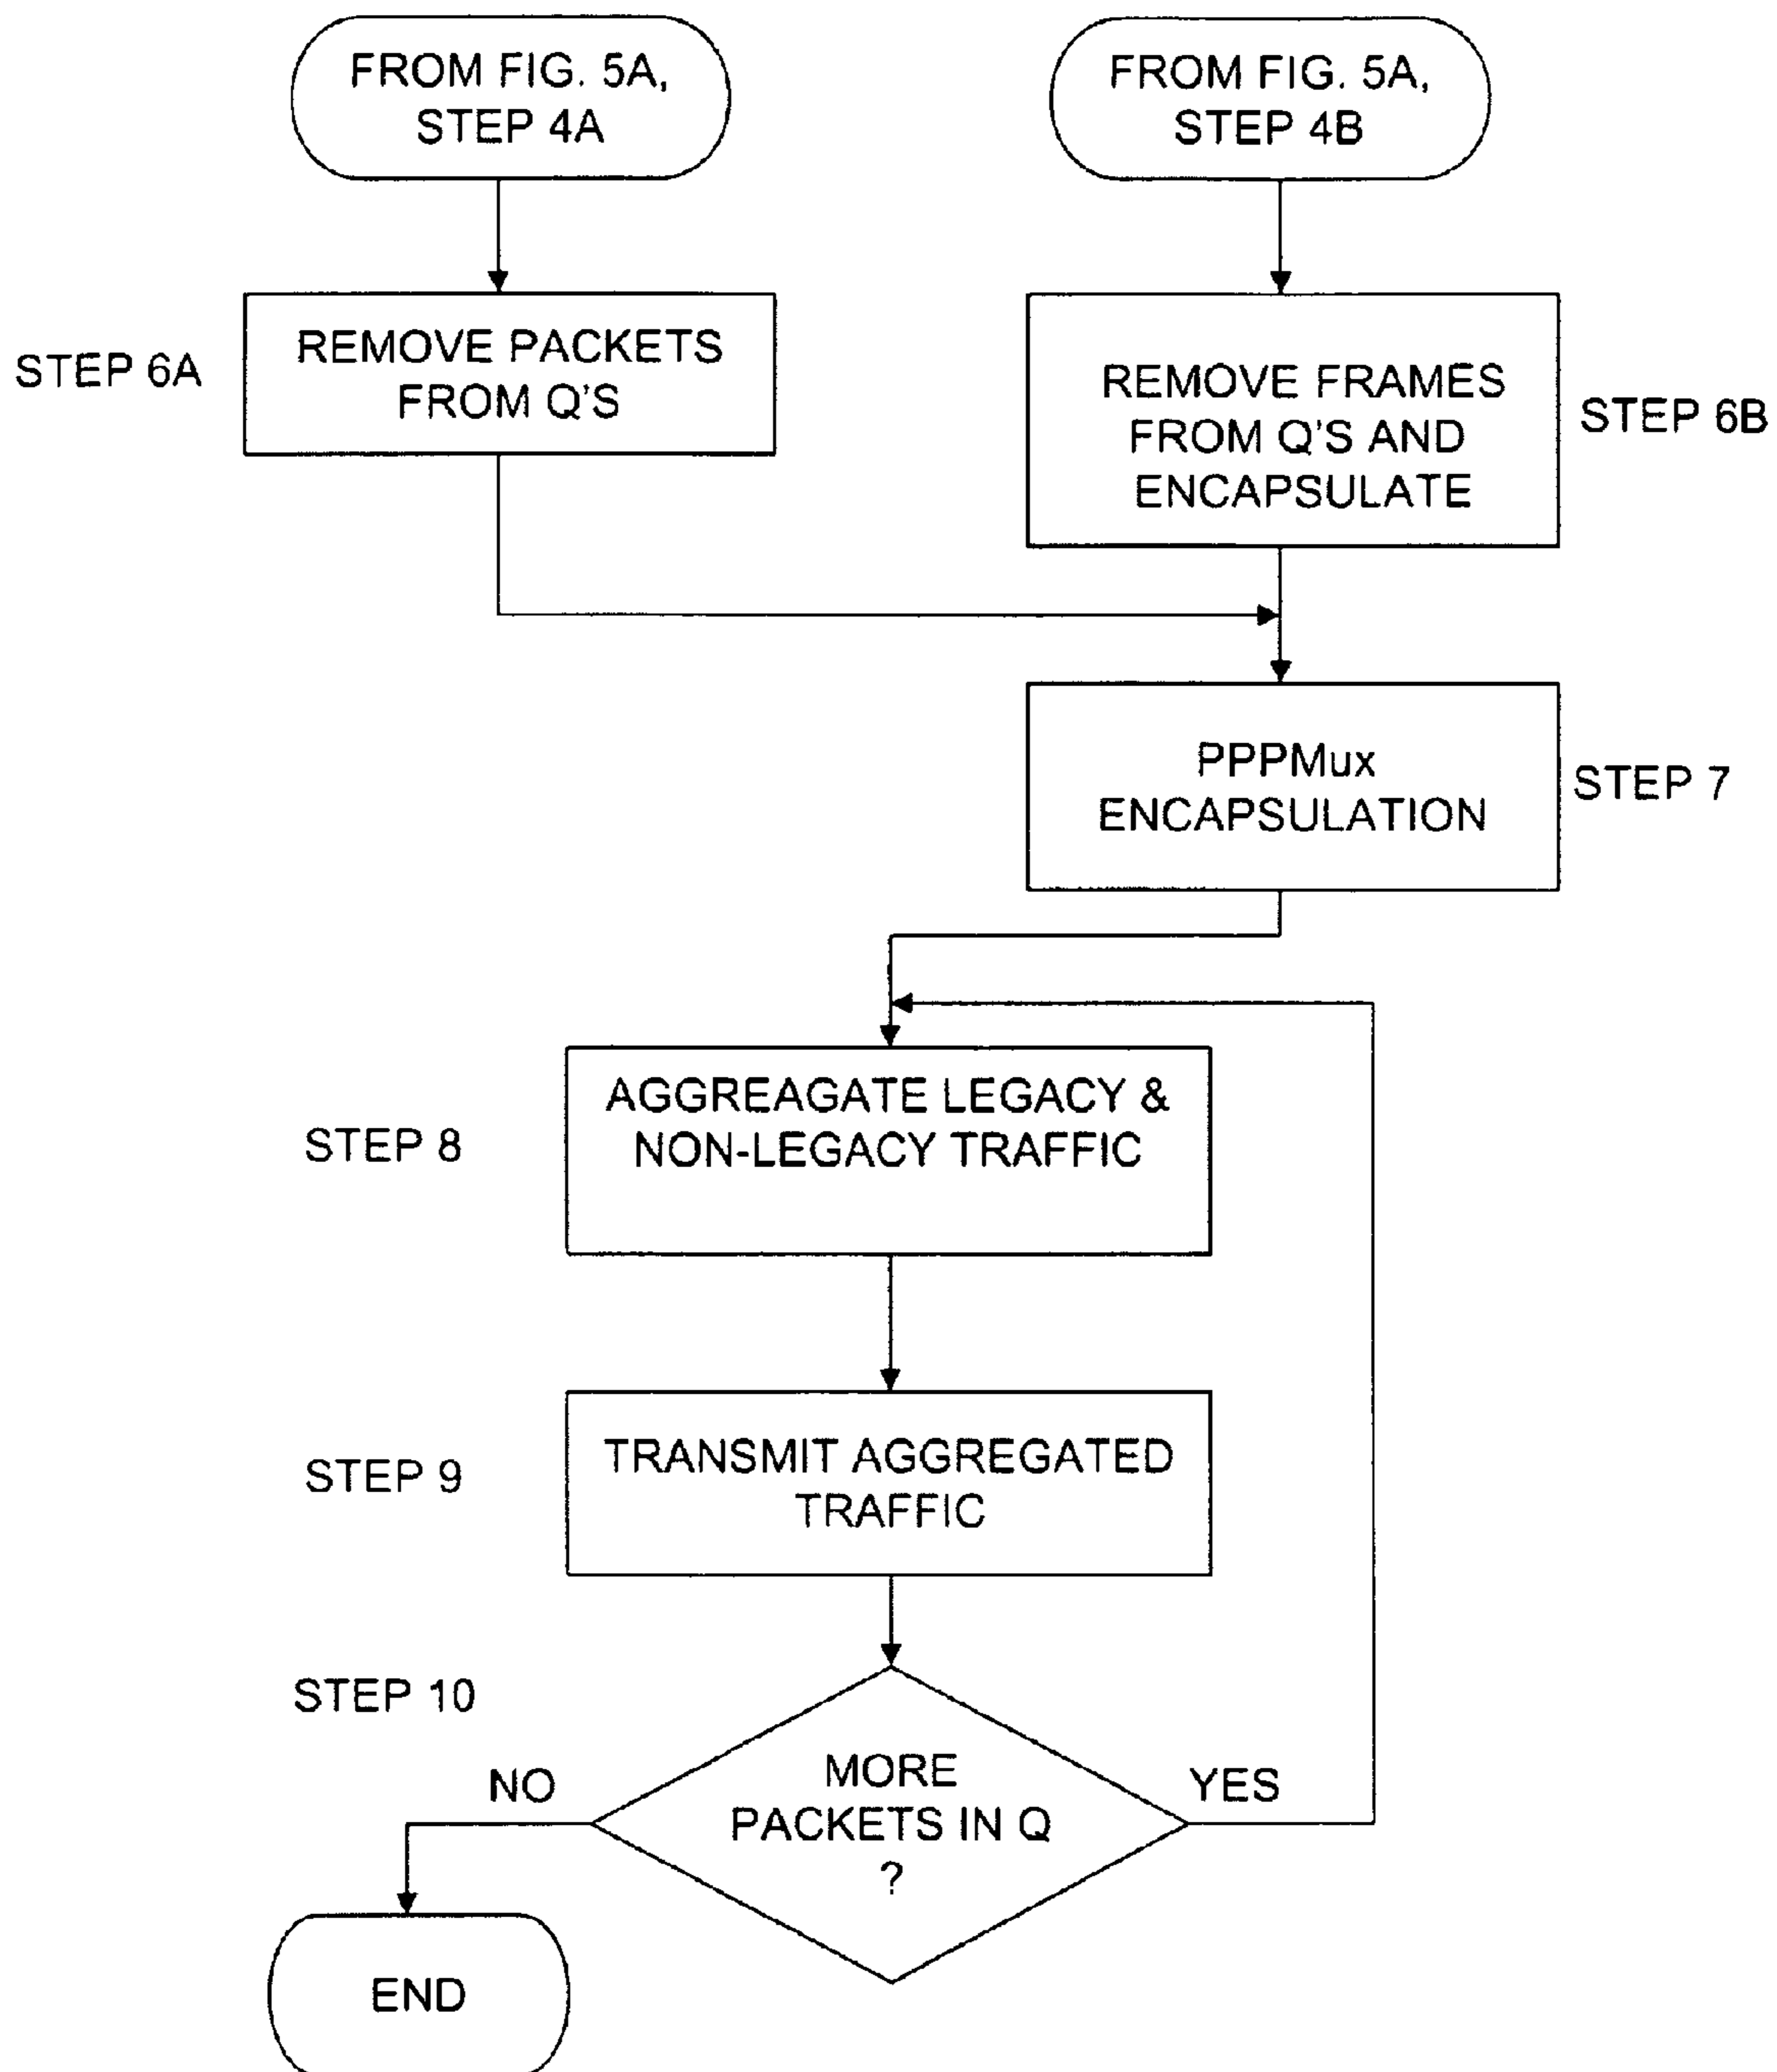 FROM FIG. 5A,
STEP 4A
FROM FIG. 5A,
STEP 4B
STEP 6A
REMOVE PACKETS
FROM Q'S
REMOVE FRAMES
FROM Q'S AND
ENCAPSULATE
STEP 6B
PPPMux
ENCAPSULATION
STEP 7
STEP 8
AGGREAGATE LEGACY &
NON-LEGACY TRAFFIC
STEP 9
TRANSMIT AGGREGATED
TRAFFIC
STEP 10
MORE
PACKETS IN Q
?
NO
YES
END